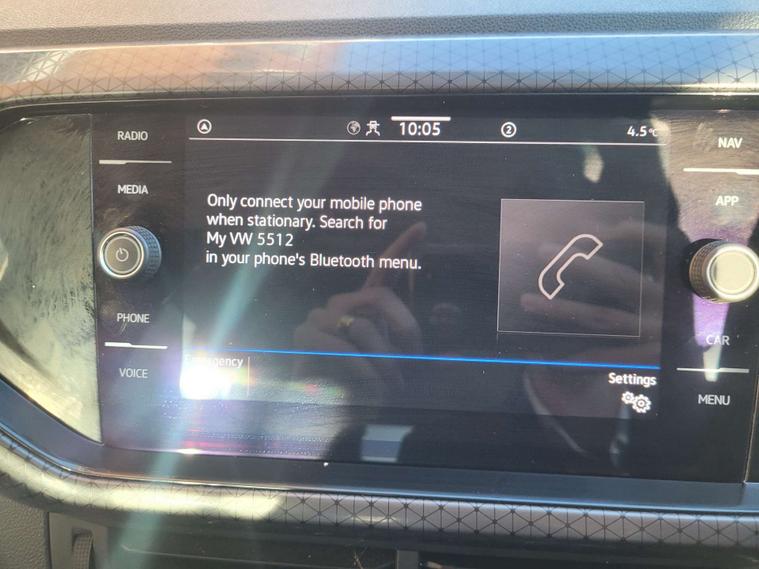 RADIO
10:05
2
4.5°C
NAV
MEDIA
APP
Only connect your mobile phone
when stationary. Search for
My VW 5512
in your phone's Bluetooth menu.
PHONE
CAR
Emergency
VOICE
Settings
MENU